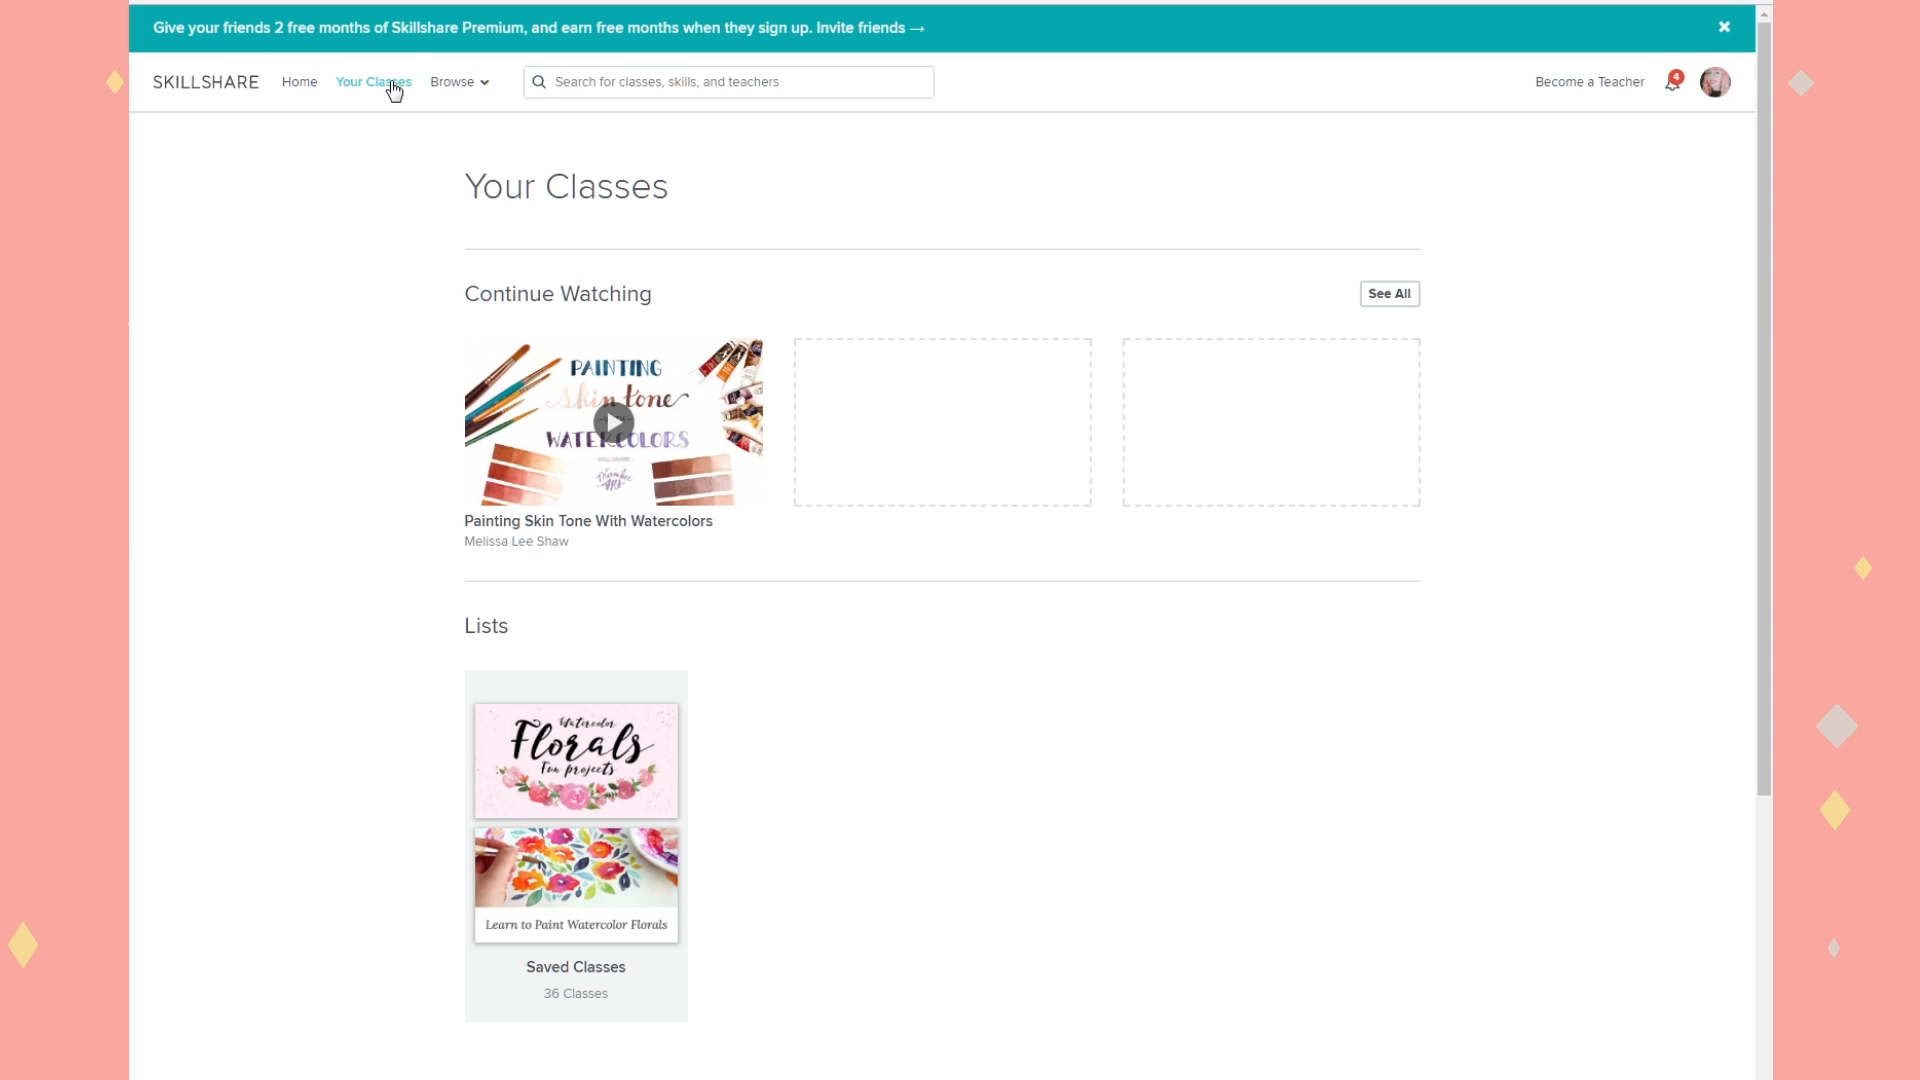 Give your friends 2 free months of Skillshare Premium, and earn free months when they sign up. Invite friends →
SKILLSHARE Home Your Classes Browse Search for classes, skills, and teachers Become a Teacher 4
Your Classes
Continue Watching See All
PAINTING
Skin tone
WITH
WATERCOLORS
- SKILLSHARE -
Painting Skin Tone With Watercolors
Melissa Lee Shaw
Lists
Watercolor
Florals
Fun projects
Learn to Paint Watercolor Florals
Saved Classes
36 Classes